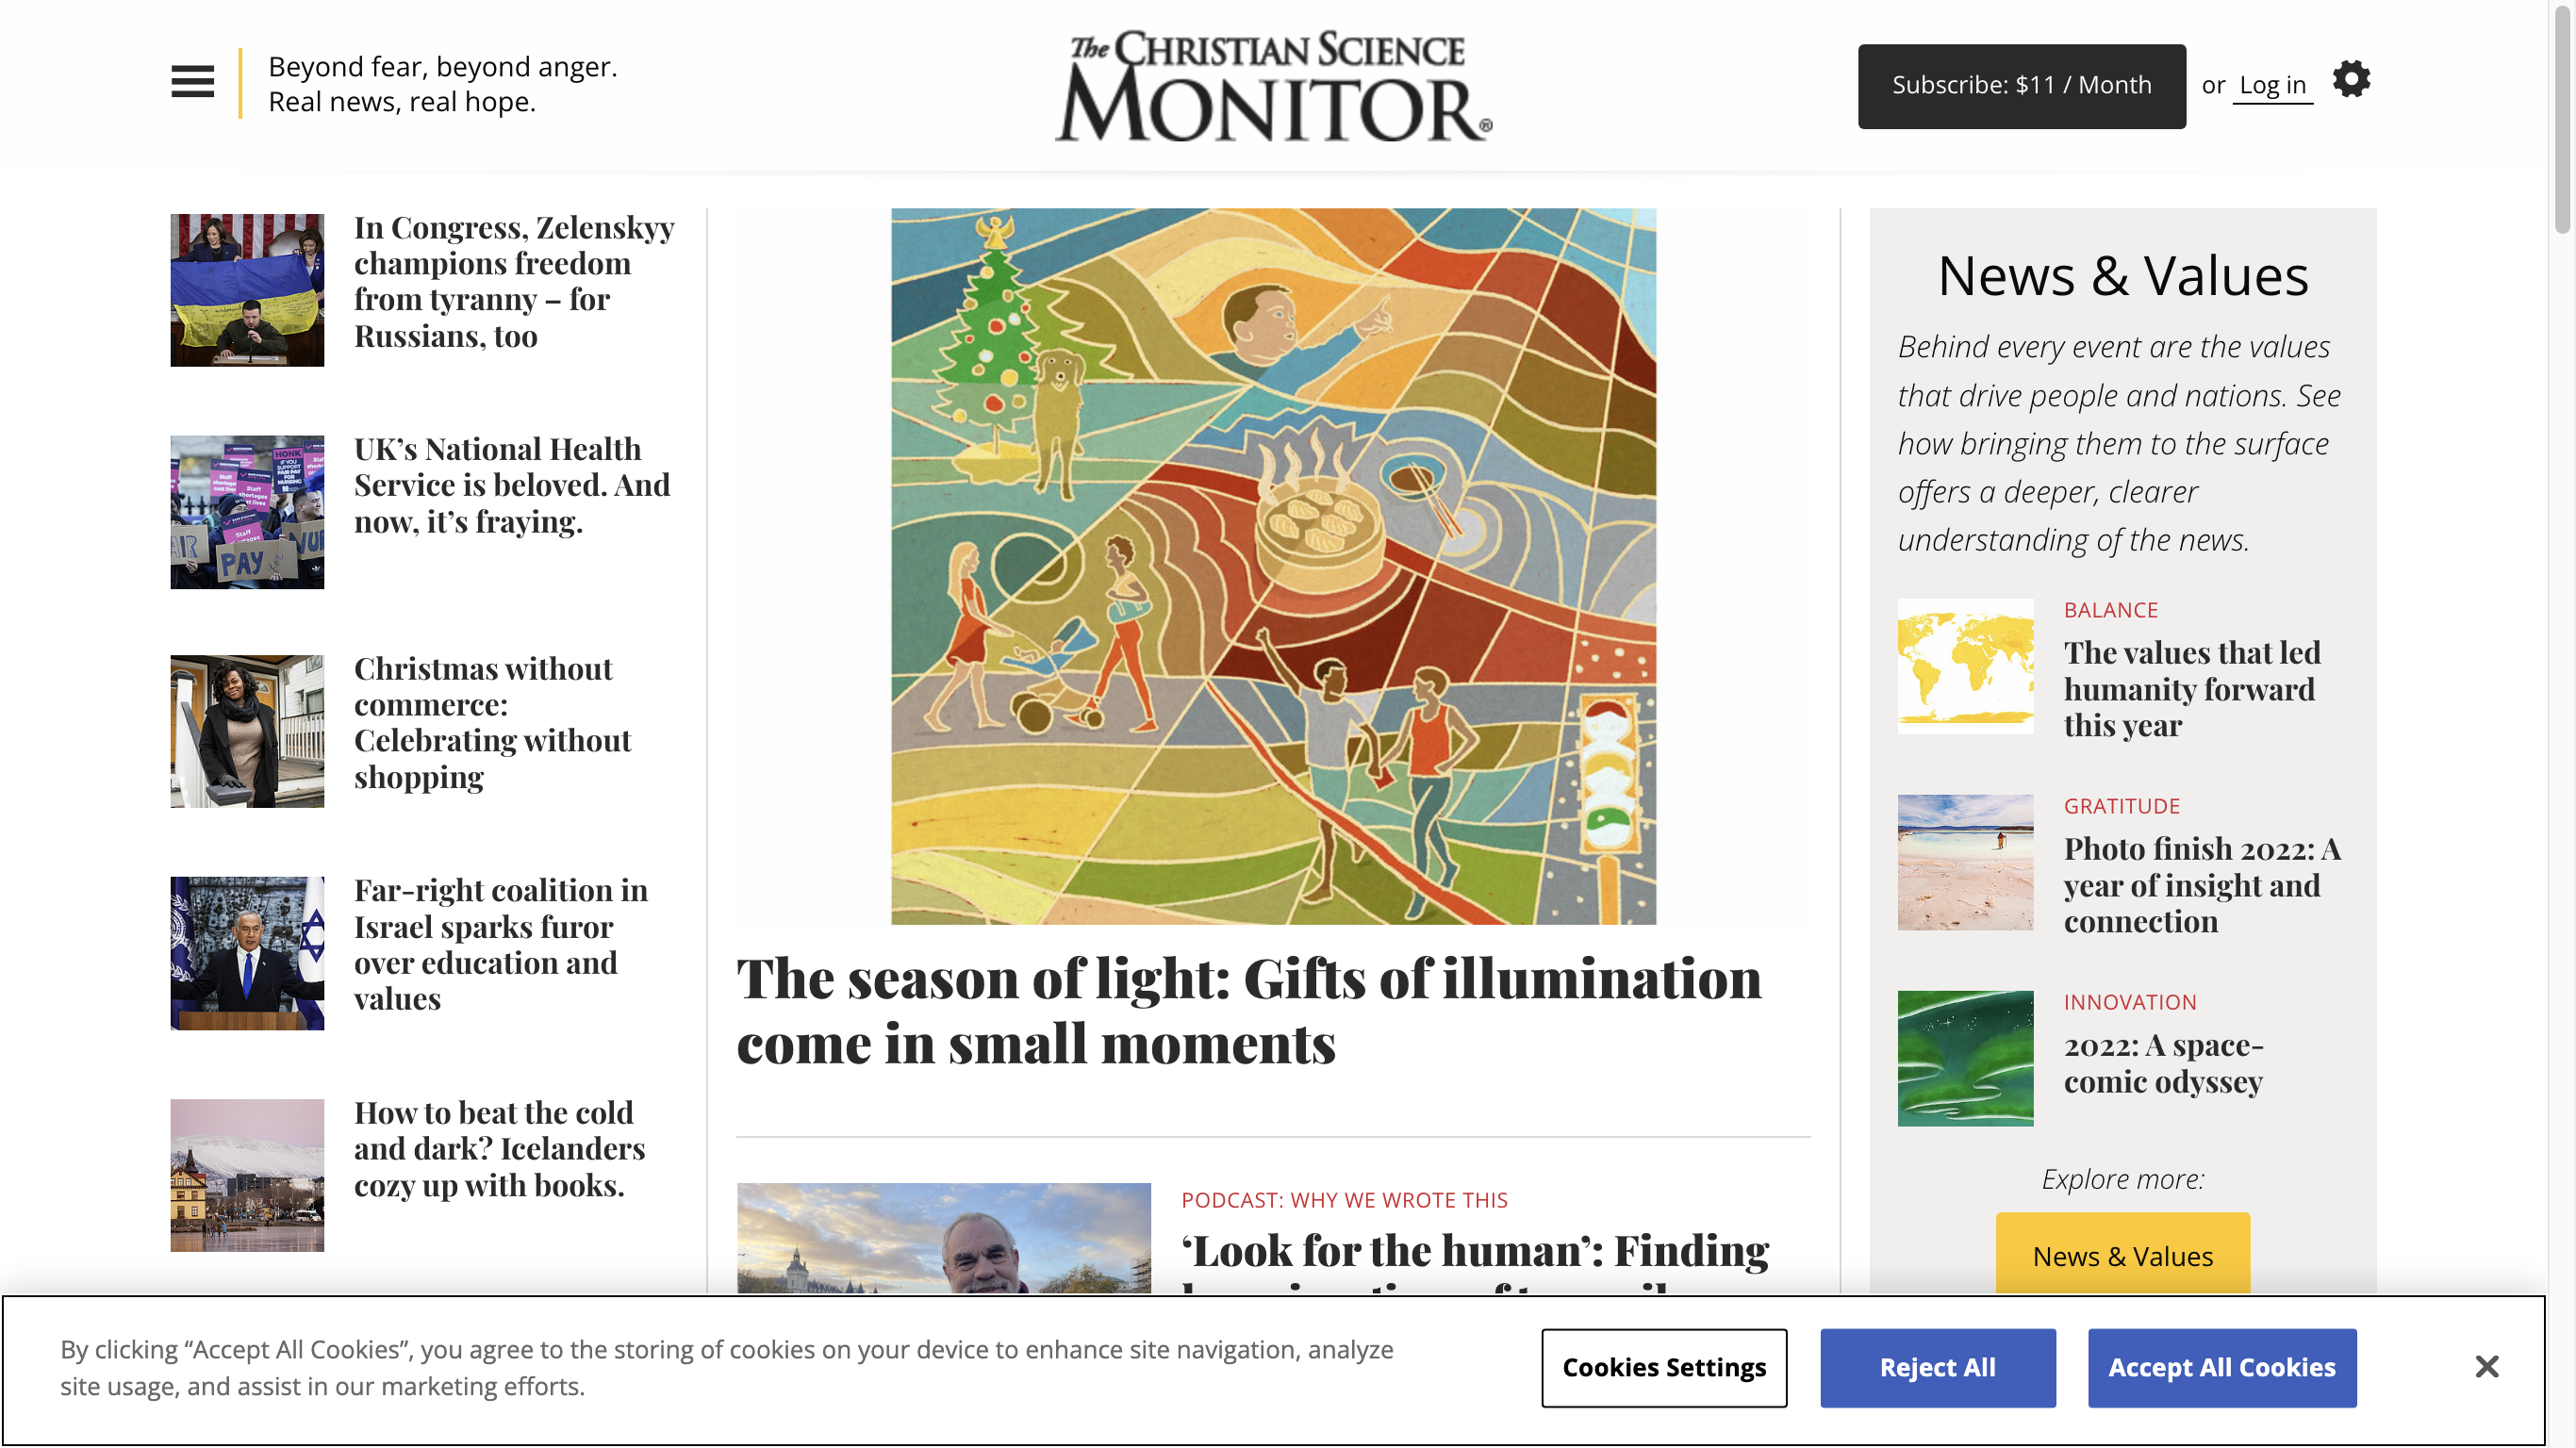 Beyond fear, beyond anger.
Real news, real hope.
The CHRISTIAN SCIENCE
MONITOR®
Subscribe: $11 / Month
or Log in
In Congress, Zelenskyy
champions freedom
from tyranny – for
Russians, too
HONK
PAY
UK’s National Health
Service is beloved. And
now, it’s fraying.
Christmas without
commerce:
Celebrating without
shopping
Far-right coalition in
Israel sparks furor
over education and
values
How to beat the cold
and dark? Icelanders
cozy up with books.
The season of light: Gifts of illumination
come in small moments
PODCAST: WHY WE WROTE THIS
‘Look for the human’: Finding
News & Values
Behind every event are the values
that drive people and nations. See
how bringing them to the surface
offers a deeper, clearer
understanding of the news.
BALANCE
The values that led
humanity forward
this year
GRATITUDE
Photo finish 2022: A
year of insight and
connection
INNOVATION
2022: A space-
comic odyssey
Explore more:
News & Values
By clicking “Accept All Cookies”, you agree to the storing of cookies on your device to enhance site navigation, analyze
site usage, and assist in our marketing efforts.
Cookies Settings
Reject All
Accept All Cookies